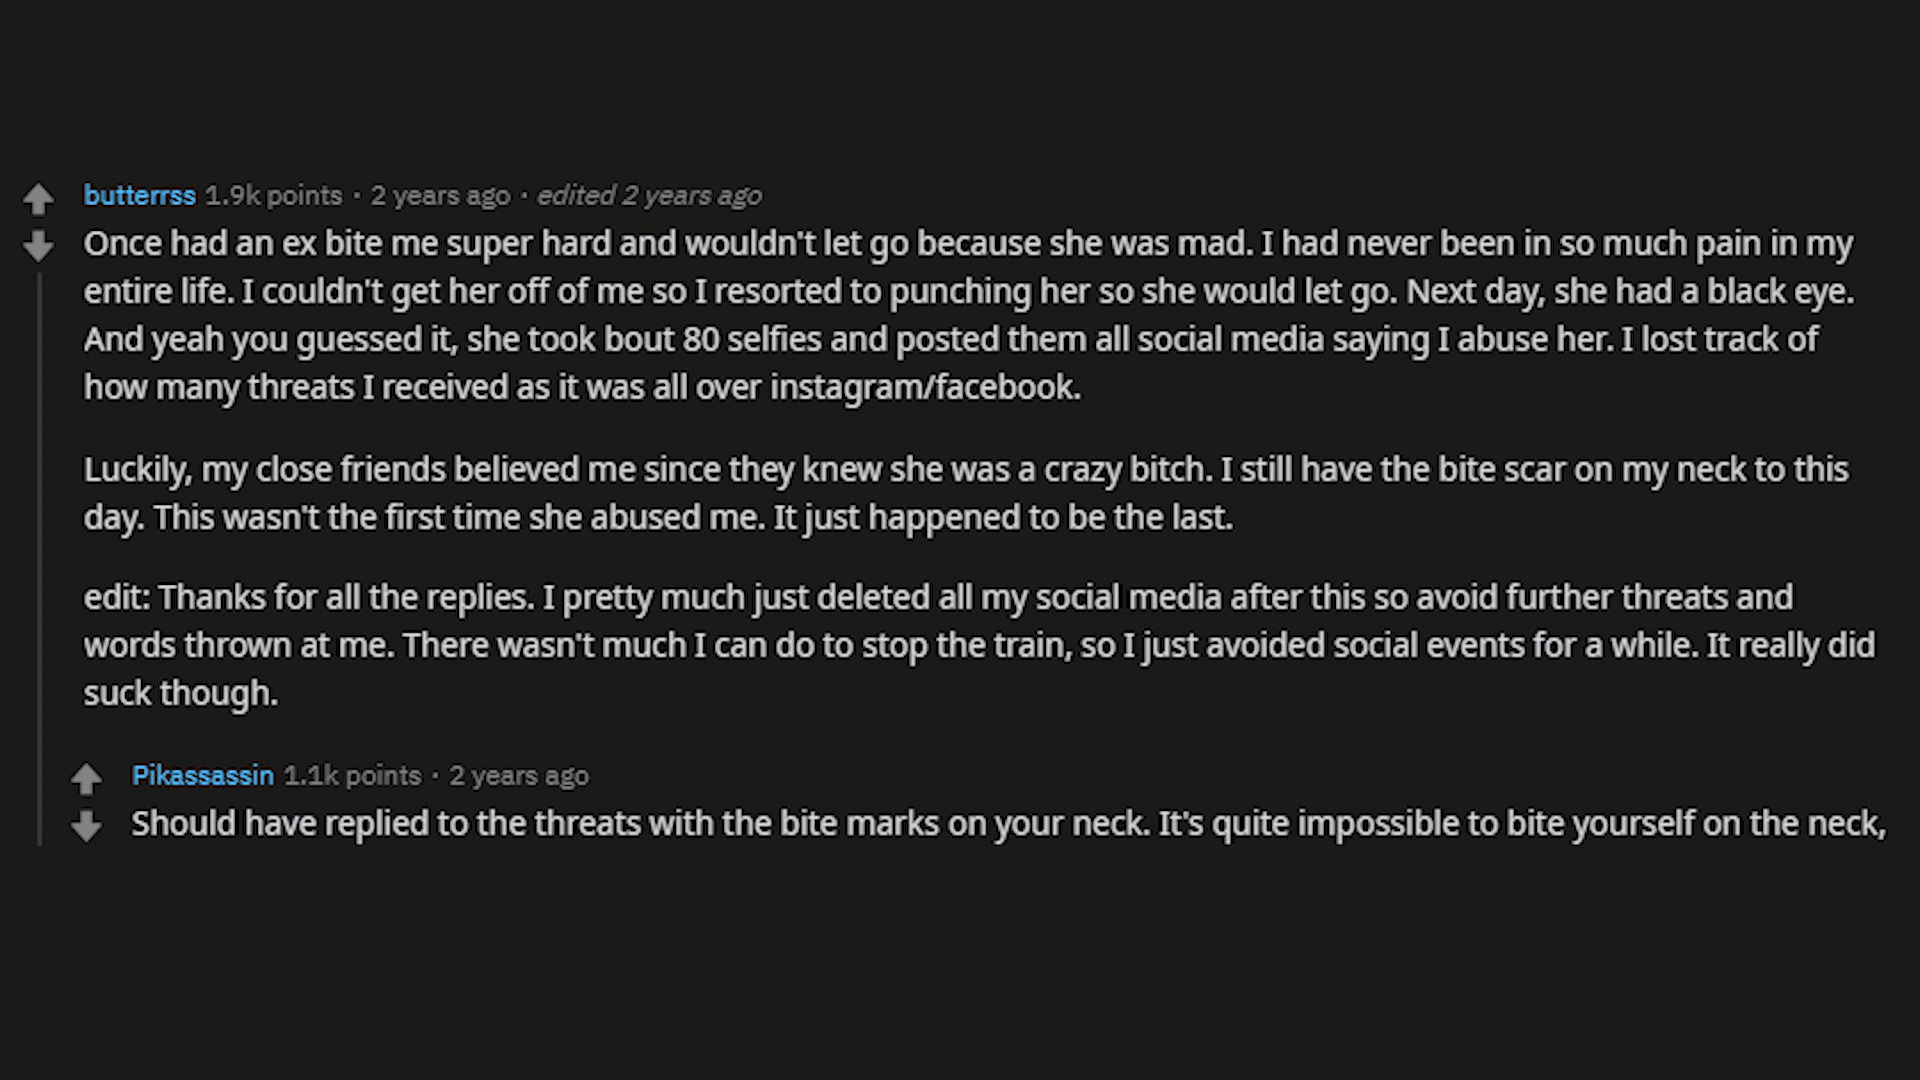 butterrss 1.9k points · 2 years ago · edited 2 years ago
Once had an ex bite me super hard and wouldn't let go because she was mad. I had never been in so much pain in my
entire life. I couldn't get her off of me so I resorted to punching her so she would let go. Next day, she had a black eye.
And yeah you guessed it, she took bout 80 selfies and posted them all social media saying I abuse her. I lost track of
how many threats I received as it was all over instagram/facebook.
Luckily, my close friends believed me since they knew she was a crazy bitch. I still have the bite scar on my neck to this
day. This wasn't the first time she abused me. It just happened to be the last.
edit: Thanks for all the replies. I pretty much just deleted all my social media after this so avoid further threats and
words thrown at me. There wasn't much I can do to stop the train, so I just avoided social events for a while. It really did
suck though.
Pikassassin 1.1k points · 2 years ago
Should have replied to the threats with the bite marks on your neck. It's quite impossible to bite yourself on the neck,